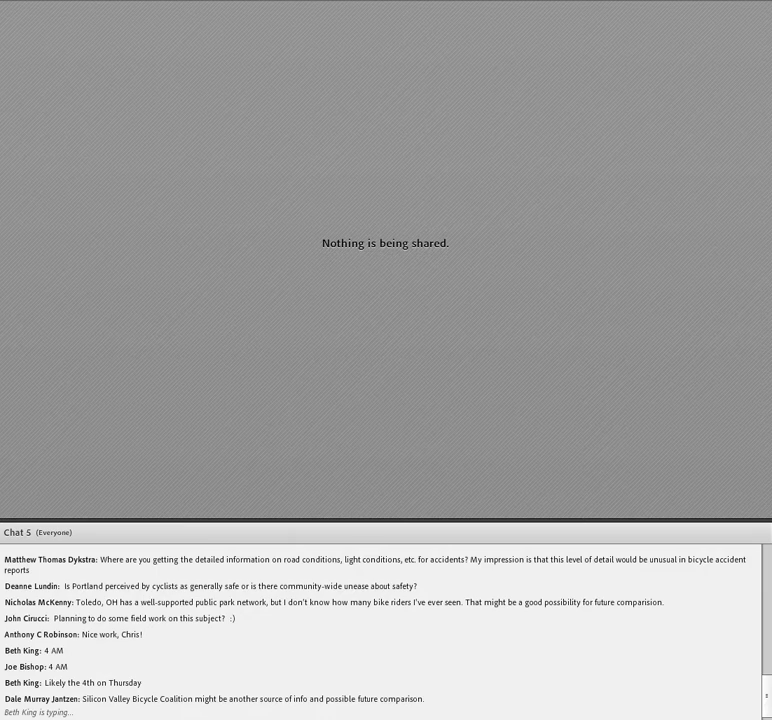 Nothing is being shared.
Chat 5 (Everyone)
Matthew Thomas Dykstra: Where are you getting the detailed information on road conditions, light conditions, etc. for accidents? My impression is that this level of detail would be unusual in bicycle accident
reports
Deanne Lundin: Is Portland perceived by cyclists as generally safe or is there community-wide unease about safety?
Nicholas McKenny: Toledo, OH has a well-supported public park network, but I don't know how many bike riders I've ever seen. That might be a good possibility for future comparision.
John Cirucci: Planning to do some field work on this subject? :)
Anthony C Robinson: Nice work, Chris!
Beth King: 4 AM
Joe Bishop: 4 AM
Beth King: Likely the 4th on Thursday
Dale Murray Jantzen: Silicon Valley Bicycle Coalition might be another source of info and possible future comparison.
Beth King is typing...